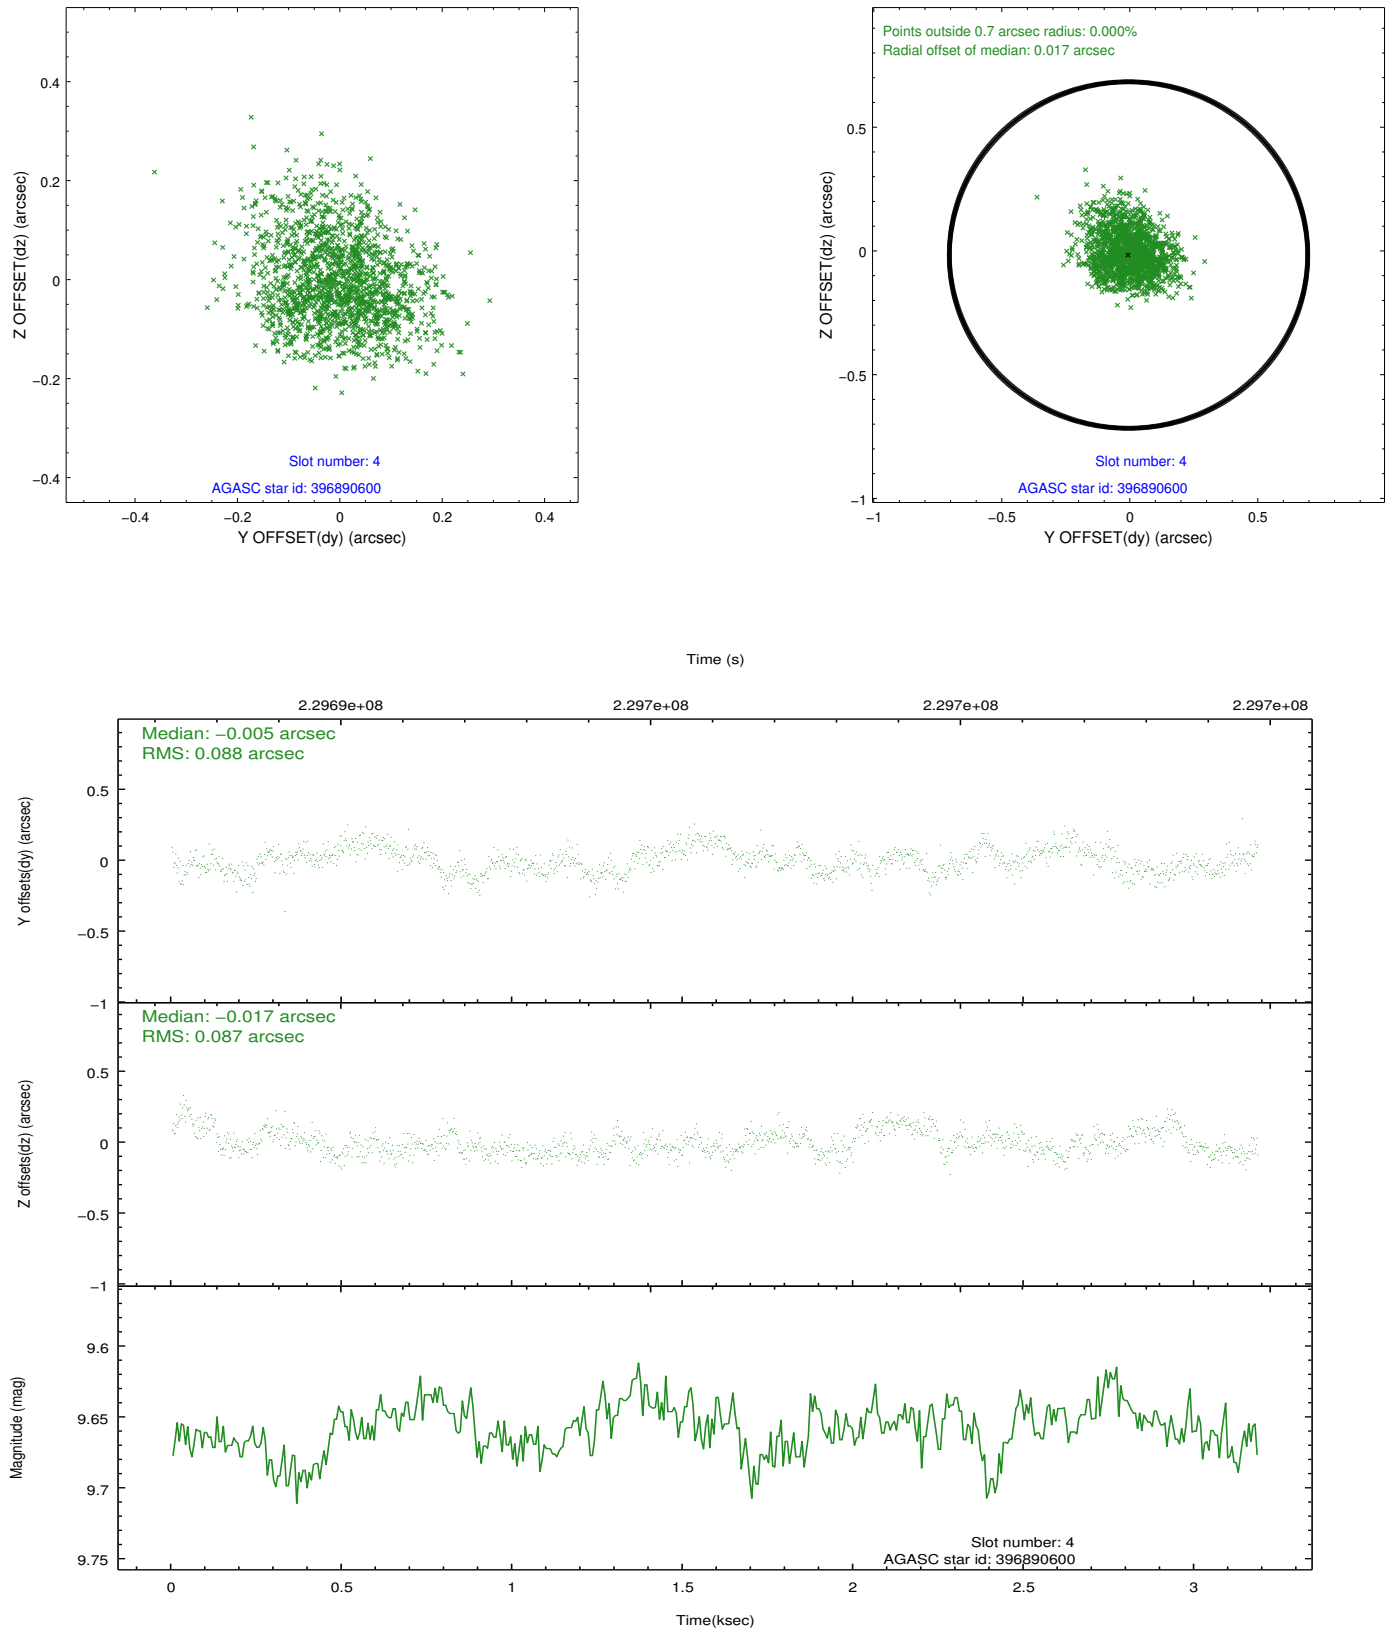 0.4
0.2
0
−0.2
−0.4
Z OFFSET(dz) (arcsec)
Slot number: 4
AGASC star id: 396890600
−0.4
−0.2
0
0.2
0.4
Y OFFSET(dy) (arcsec)
Points outside 0.7 arcsec radius: 0.000%
Radial offset of median: 0.017 arcsec
0.5
0
−0.5
−1
Z OFFSET(dz) (arcsec)
Slot number: 4
AGASC star id: 396890600
−1
−0.5
0
0.5
Y OFFSET(dy) (arcsec)
Time (s)
2.2969e+08
2.297e+08
2.297e+08
2.297e+08
Median: −0.005 arcsec
RMS: 0.088 arcsec
0.5
0
−0.5
−1
Y offsets(dy) (arcsec)
Median: −0.017 arcsec
RMS: 0.087 arcsec
0.5
0
−0.5
−1
Z offsets(dz) (arcsec)
9.6
9.65
9.7
9.75
Magnitude (mag)
Slot number: 4
AGASC star id: 396890600
0
0.5
1
1.5
2
2.5
3
Time(ksec)